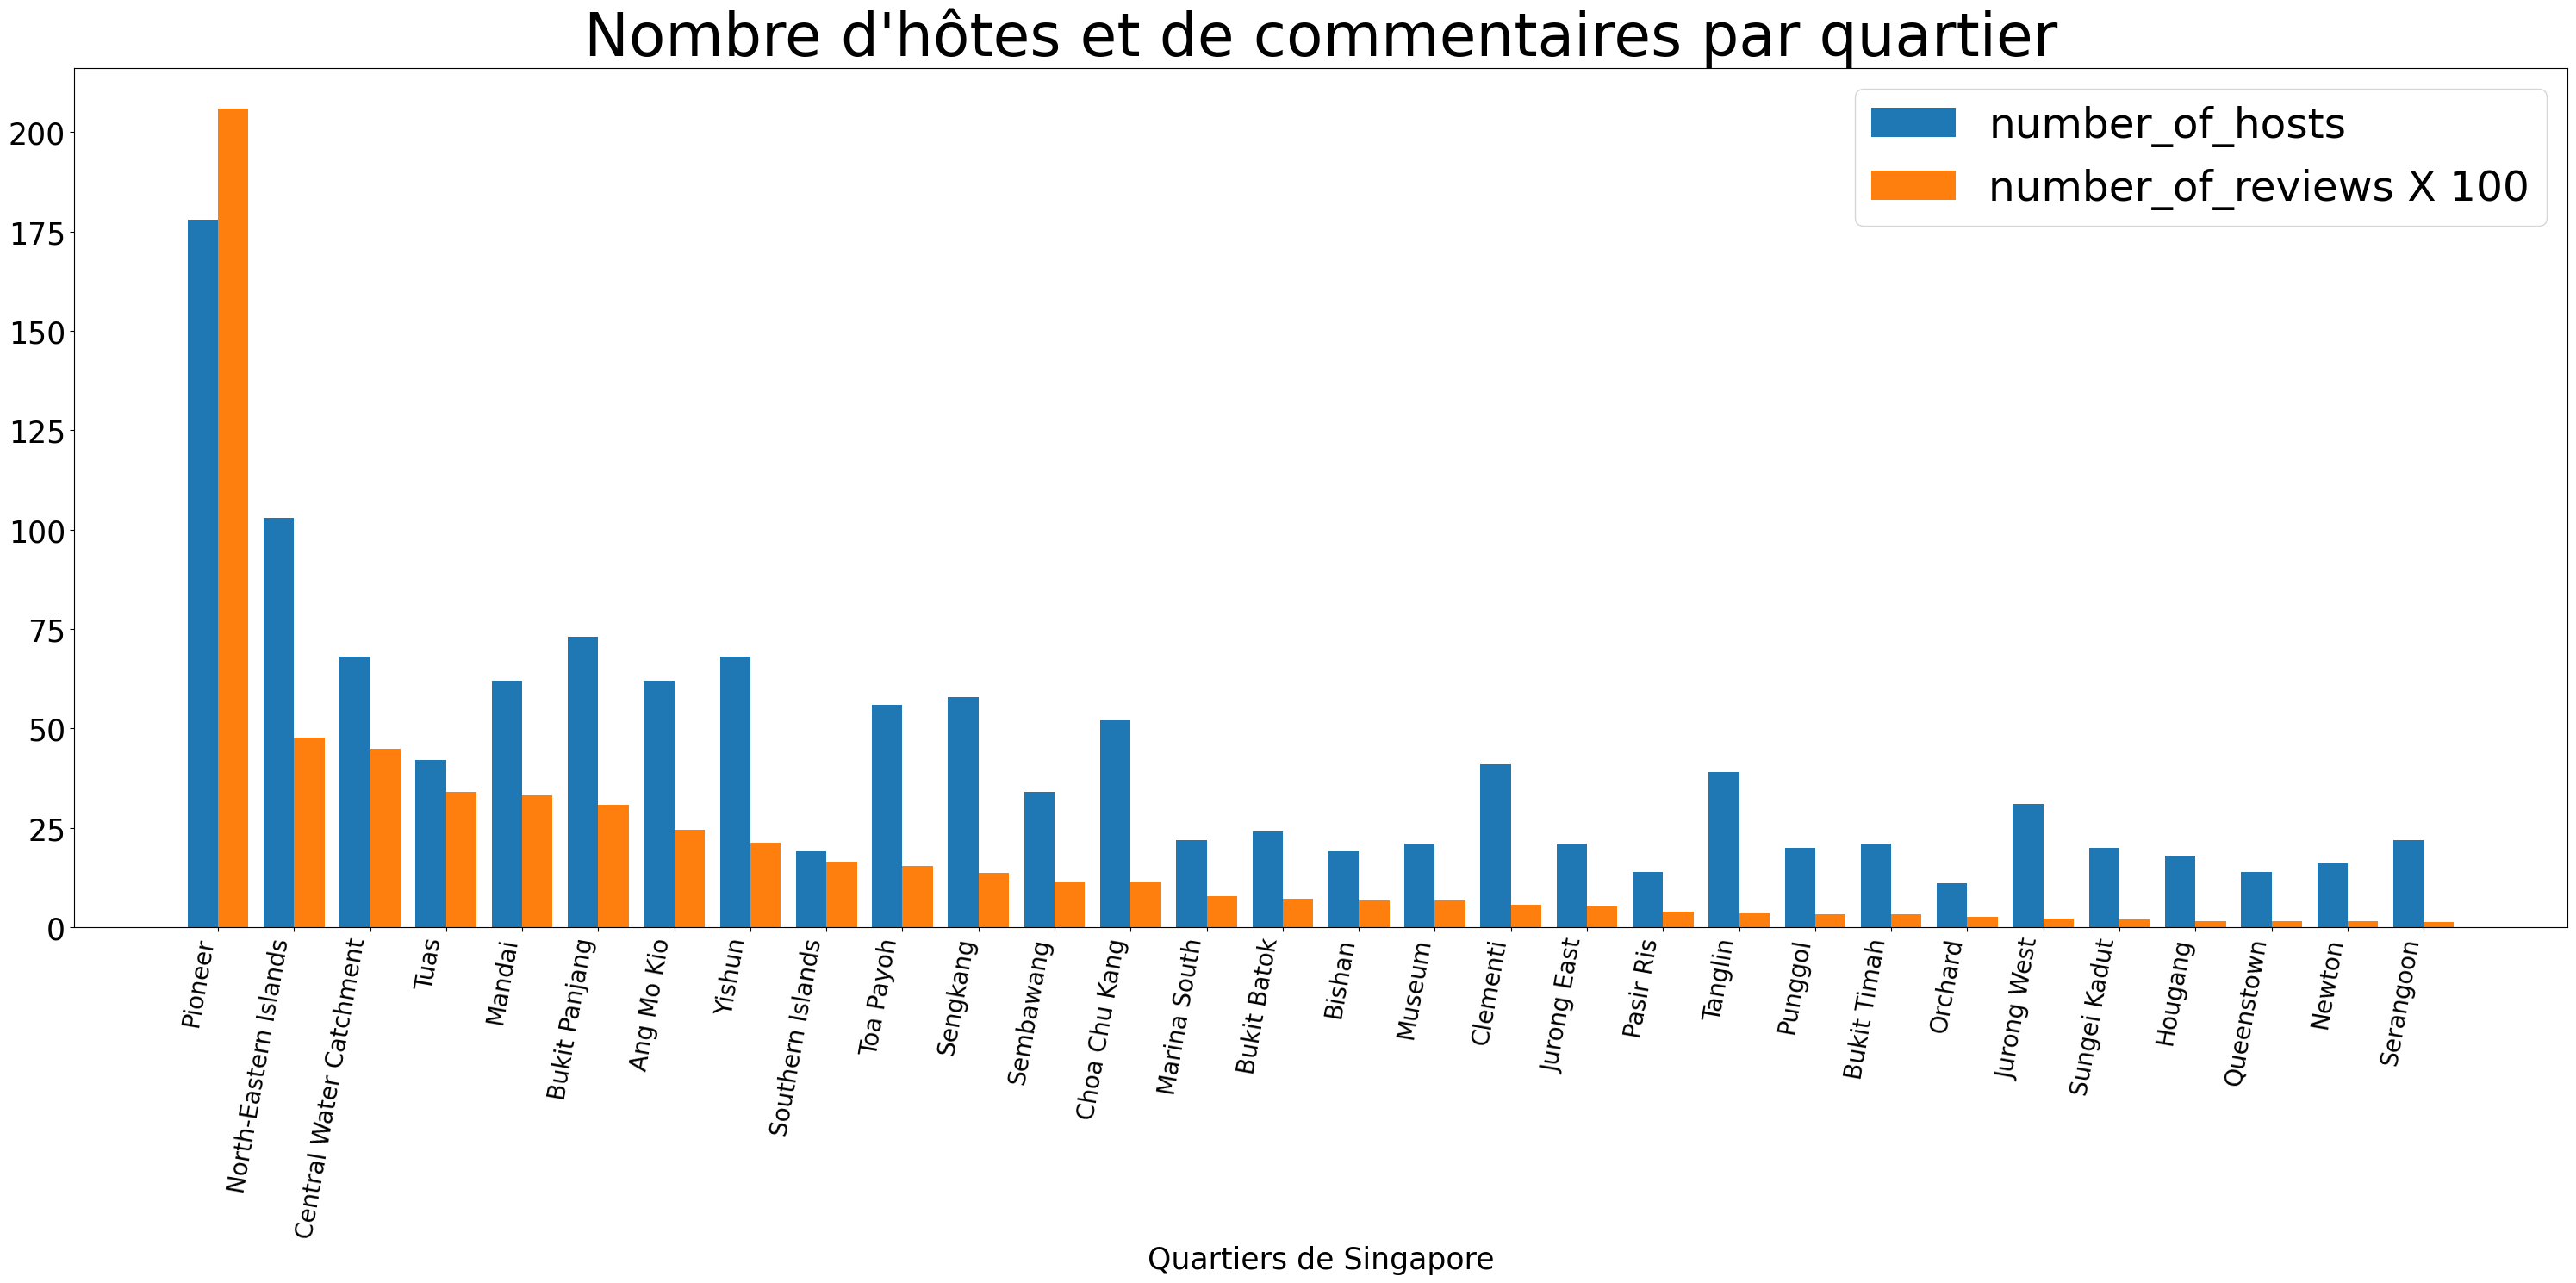 Nombre d'hôtes et de commentaires par quartier
number_of_hosts
number_of_reviews X 100
200
175
150
125
100
75
50
25
0
Pioneer
North-Eastern Islands
Central Water Catchment
Tuas
Mandai
Bukit Panjang
Ang Mo Kio
Yishun
Southern Islands
Toa Payoh
Sengkang
Sembawang
Choa Chu Kang
Marina South
Bukit Batok
Bishan
Museum
Clementi
Jurong East
Pasir Ris
Tanglin
Punggol
Bukit Timah
Orchard
Jurong West
Sungei Kadut
Hougang
Queenstown
Newton
Serangoon
Quartiers de Singapore